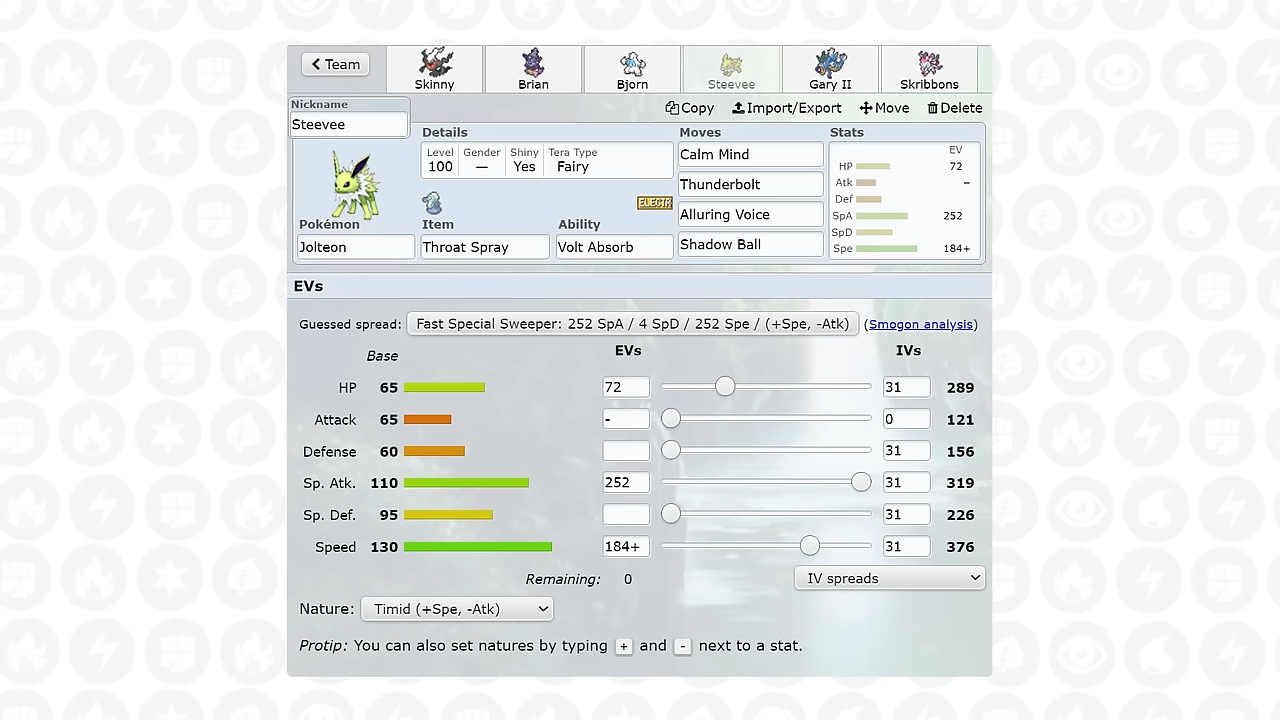 Team
Skinny
Brian
Bjorn
Steevee
Gary II
Skribbons
Copy Import/Export Move Delete
Nickname
Steevee
Details
Level Gender Shiny Tera Type
100 — Yes Fairy
ELECTR
Pokémon
Jolteon
Item
Throat Spray
Ability
Volt Absorb
Moves
Calm Mind
Thunderbolt
Alluring Voice
Shadow Ball
Stats
EV
HP 72
Atk –
Def
SpA 252
SpD
Spe 184+
EVs
Guessed spread: Fast Special Sweeper: 252 SpA / 4 SpD / 252 Spe / (+Spe, -Atk) (Smogon analysis)
Base EVs IVs
HP 65 72 31 289
Attack 65 - 0 121
Defense 60 31 156
Sp. Atk. 110 252 31 319
Sp. Def. 95 31 226
Speed 130 184+ 31 376
Remaining: 0 IV spreads
Nature: Timid (+Spe, -Atk)
Protip: You can also set natures by typing + and - next to a stat.